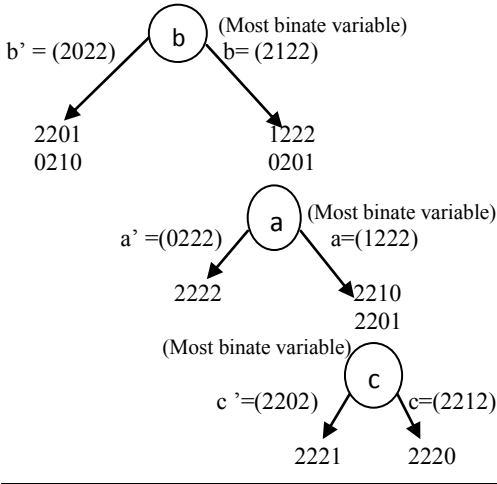 b
(Most binate variable)
b’ = (2022)
b= (2122)
2201
0210
1222
0201
a
(Most binate variable)
a’ =(0222)
a=(1222)
2222
2210
2201
(Most binate variable)
c
c ’=(2202)
c=(2212)
2221
2220